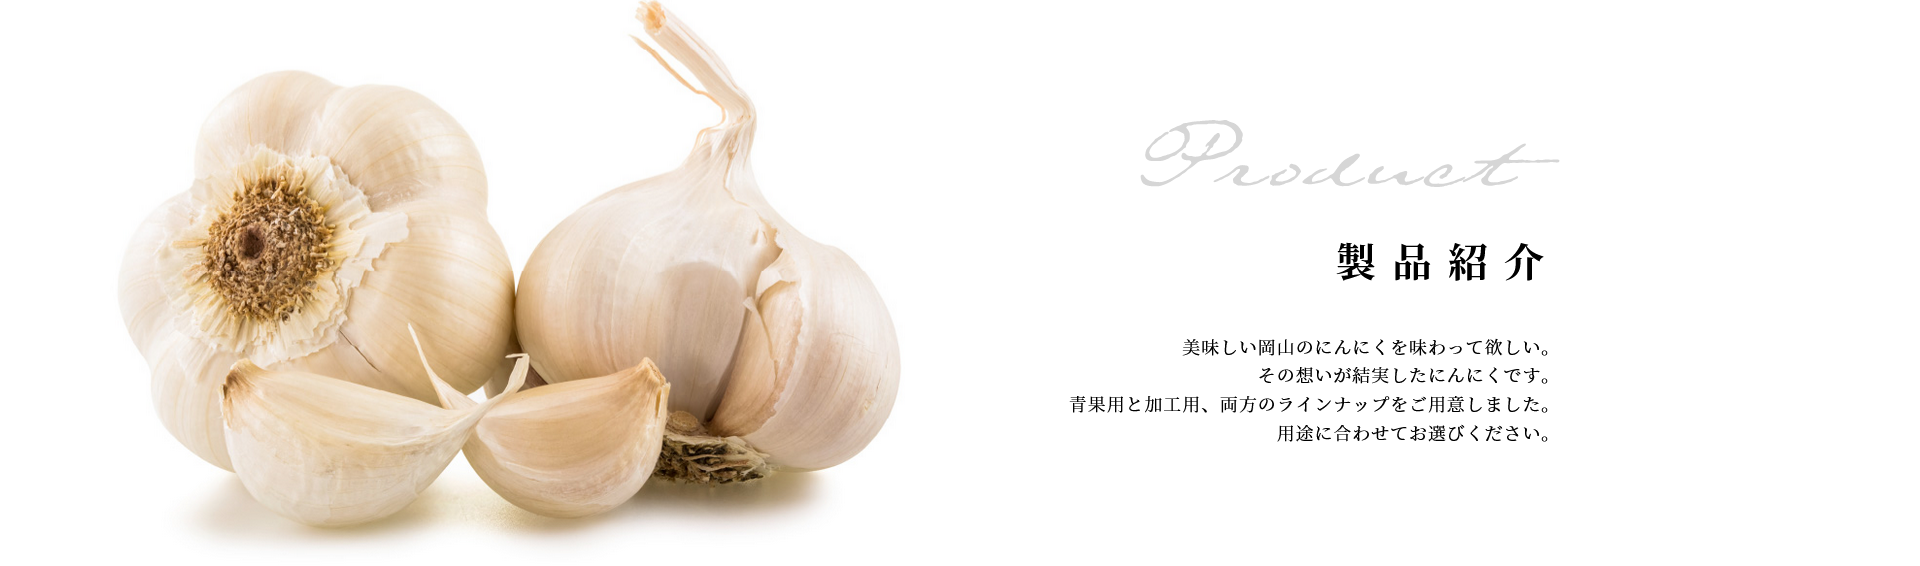 Product
製品紹介
美味しい岡山のにんにくを味わって欲しい。
その想いが結実したにんにくです。
青果用と加工用、両方のラインナップをご用意しました。
用途に合わせてお選びください。